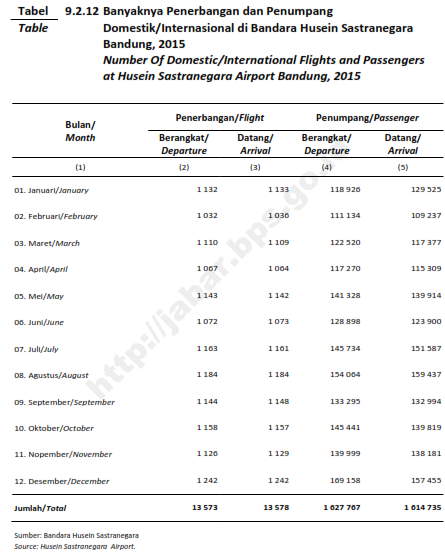 Tabel 9.2.12 Banyaknya Penerbangan dan Penumpang
Table Domestik/Internasional di Bandara Husein Sastranegara
Bandung, 2015
Number Of Domestic/International Flights and Passengers
at Husein Sastranegara Airport Bandung, 2015
Bulan/ Month Penerbangan/Flight Penumpang/Passenger
Berangkat/ Departure Datang/ Arrival Berangkat/ Departure Datang/ Arrival
(1) (2) (3) (4) (5)
01. Januari/January 1 132 1 133 118 926 129 525
02. Februari/February 1 032 1 036 111 134 109 237
03. Maret/March 1 110 1 109 122 520 117 377
04. April/April 1 067 1 064 117 270 115 309
05. Mei/May 1 143 1 142 141 328 139 914
06. Juni/June 1 072 1 073 128 898 123 900
07. Juli/July 1 163 1 161 145 734 151 587
08. Agustus/August 1 184 1 184 154 064 159 437
09. September/September 1 144 1 148 133 295 132 994
10. Oktober/October 1 158 1 157 145 441 139 819
11. Nopember/November 1 126 1 129 139 999 138 181
12. Desember/December 1 242 1 242 169 158 157 455
Jumlah/Total 13 573 13 578 1 627 767 1 614 735
Sumber: Bandara Husein Sastranegara
Source: Husein Sastranegara Airport.
http://jabar.bps.go.id